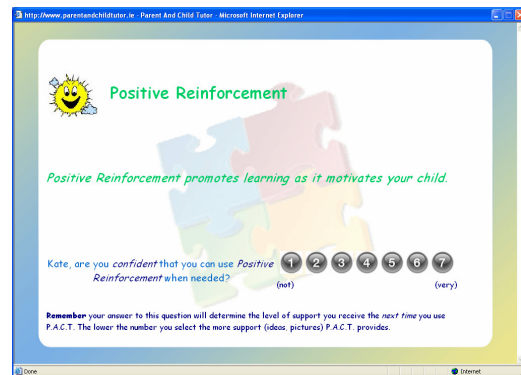 http://www.parentandchildtutor.ie - Parent And Child Tutor - Microsoft Internet Explorer
Positive Reinforcement
Positive Reinforcement promotes learning as it motivates your child.
Kate, are you confident that you can use Positive
Reinforcement when needed?
1 2 3 4 5 6 7
(not) (very)
Remember your answer to this question will determine the level of support you receive the next time you use
P.A.C.T. The lower the number you select the more support (ideas, pictures) P.A.C.T. provides.
Done Internet